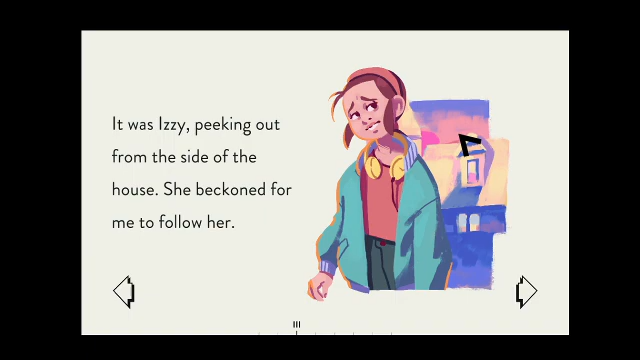 It was Izzy, peeking out
from the side of the
house. She beckoned for
me to follow her.